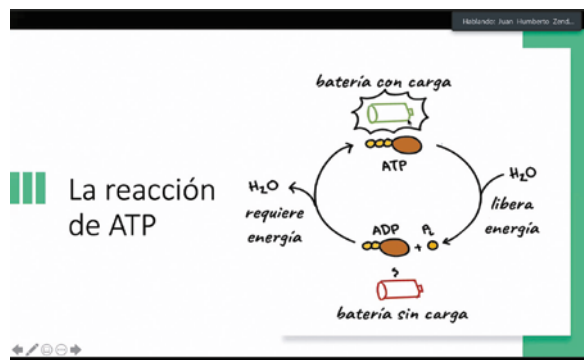 Hablando: Juan Humberto Zend...
batería con carga
ATP
La reacción
de ATP
H₂O
requiere
energía
H₂O
libera
energía
ADP + Pᵢ
batería sin carga